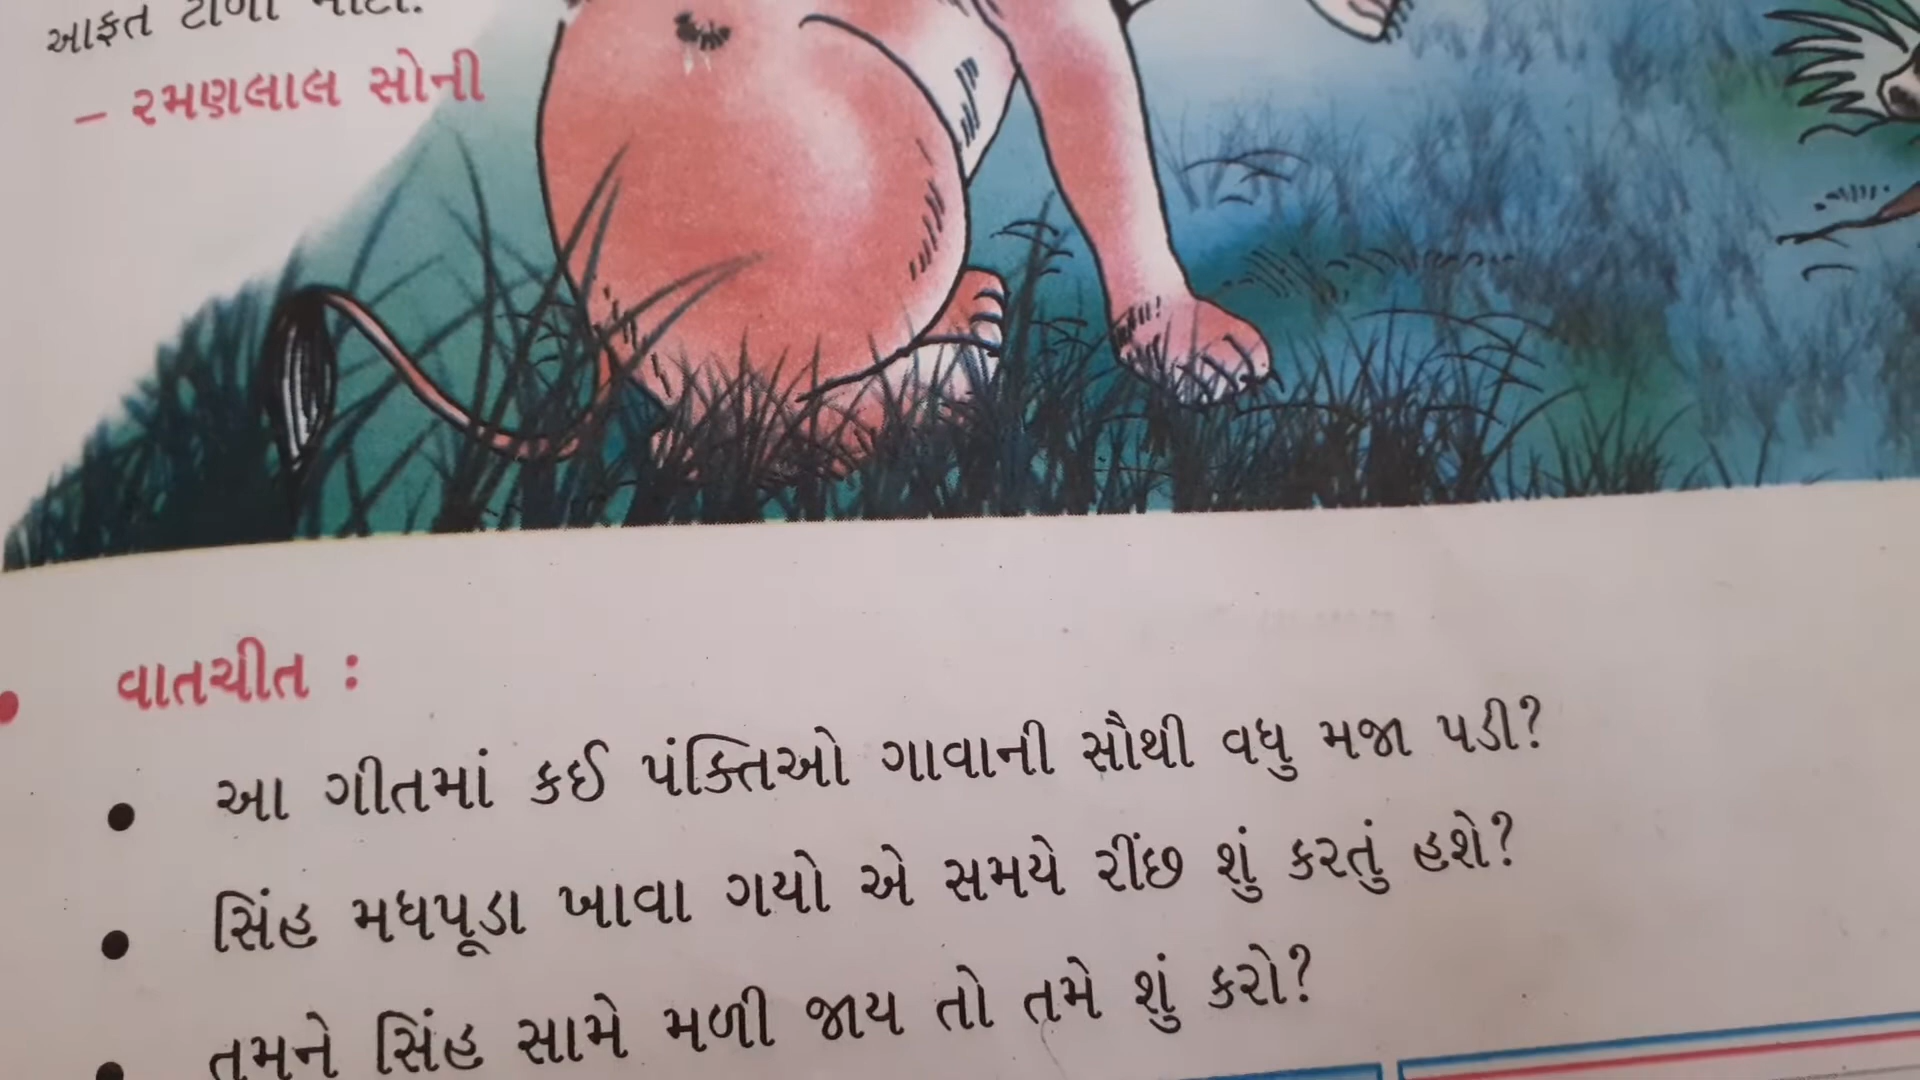 આફત ટાળી મોટી.
– રમણલાલ સોની
• વાતચીત :
• આ ગીતમાં કઈ પંક્તિઓ ગાવાની સૌથી વધુ મજા પડી?
• સિંહ મધપૂડા ખાવા ગયો એ સમયે રીંછ શું કરતું હશે?
• તમને સિંહ સામે મળી જાય તો તમે શું કરો?